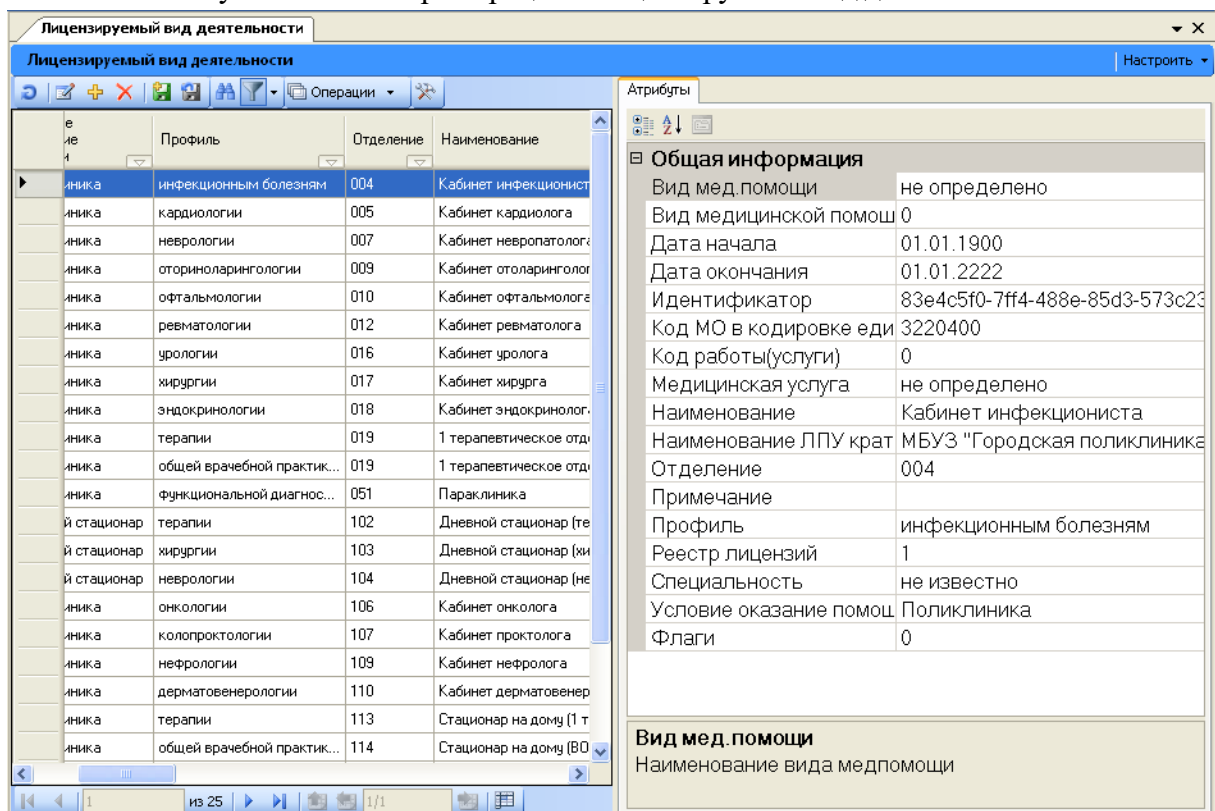 Лицензируемый вид деятельности
Лицензируемый вид деятельности Настроить
Операции
Атрибуты
Профиль Отделение Наименование
иника инфекционным болезням 004 Кабинет инфекционист
иника кардиологии 005 Кабинет кардиолога
иника неврологии 007 Кабинет невропатолога
иника оториноларингологии 009 Кабинет отоларинголог
иника офтальмологии 010 Кабинет офтальмолога
иника ревматологии 012 Кабинет ревматолога
иника урологии 016 Кабинет уролога
иника хирургии 017 Кабинет хирурга
иника эндокринологии 018 Кабинет эндокринолог
иника терапии 019 1 терапевтическое отд
иника общей врачебной практик... 019 1 терапевтическое отд
иника функциональной диагнос... 051 Параклиника
й стационар терапии 102 Дневной стационар (те
й стационар хирургии 103 Дневной стационар (хи
й стационар неврологии 104 Дневной стационар (не
иника онкологии 106 Кабинет онколога
иника колопроктологии 107 Кабинет проктолога
иника нефрологии 109 Кабинет нефролога
иника дерматовенерологии 110 Кабинет дерматовенер
иника терапии 113 Стационар на дому (1 т
иника общей врачебной практик... 114 Стационар на дому (ВО
1 из 25 1/1
Общая информация
Вид мед.помощи не определено
Вид медицинской помощ 0
Дата начала 01.01.1900
Дата окончания 01.01.2222
Идентификатор 83e4c5f0-7ff4-488e-85d3-573c23
Код МО в кодировке еди 3220400
Код работы(услуги) 0
Медицинская услуга не определено
Наименование Кабинет инфекциониста
Наименование ЛПУ крат МБУЗ "Городская поликлиника
Отделение 004
Примечание
Профиль инфекционным болезням
Реестр лицензий 1
Специальность не известно
Условие оказание помощ Поликлиника
Флаги 0
Вид мед.помощи
Наименование вида медпомощи